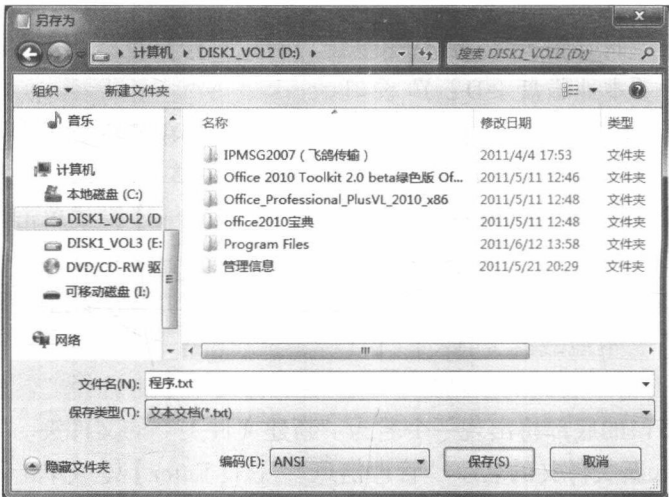 另存为
计算机 DISK1_VOL2 (D:)
搜索 DISK1_VOL2 (D:)
组织 新建文件夹
音乐
计算机
本地磁盘 (C:)
DISK1_VOL2 (D
DISK1_VOL3 (E:
DVD/CD-RW 驱
可移动磁盘 (I:)
网络
名称 修改日期 类型
IPMSG2007（飞鸽传输） 2011/4/4 17:53 文件夹
Office 2010 Toolkit 2.0 beta绿色版 Of... 2011/5/11 12:46 文件夹
Office_Professional_PlusVL_2010_x86 2011/5/11 12:48 文件夹
office2010宝典 2011/5/11 12:48 文件夹
Program Files 2011/6/12 13:58 文件夹
管理信息 2011/5/21 20:29 文件夹
文件名(N): 程序.txt
保存类型(T): 文本文档(*.txt)
隐藏文件夹 编码(E): ANSI 保存(S) 取消